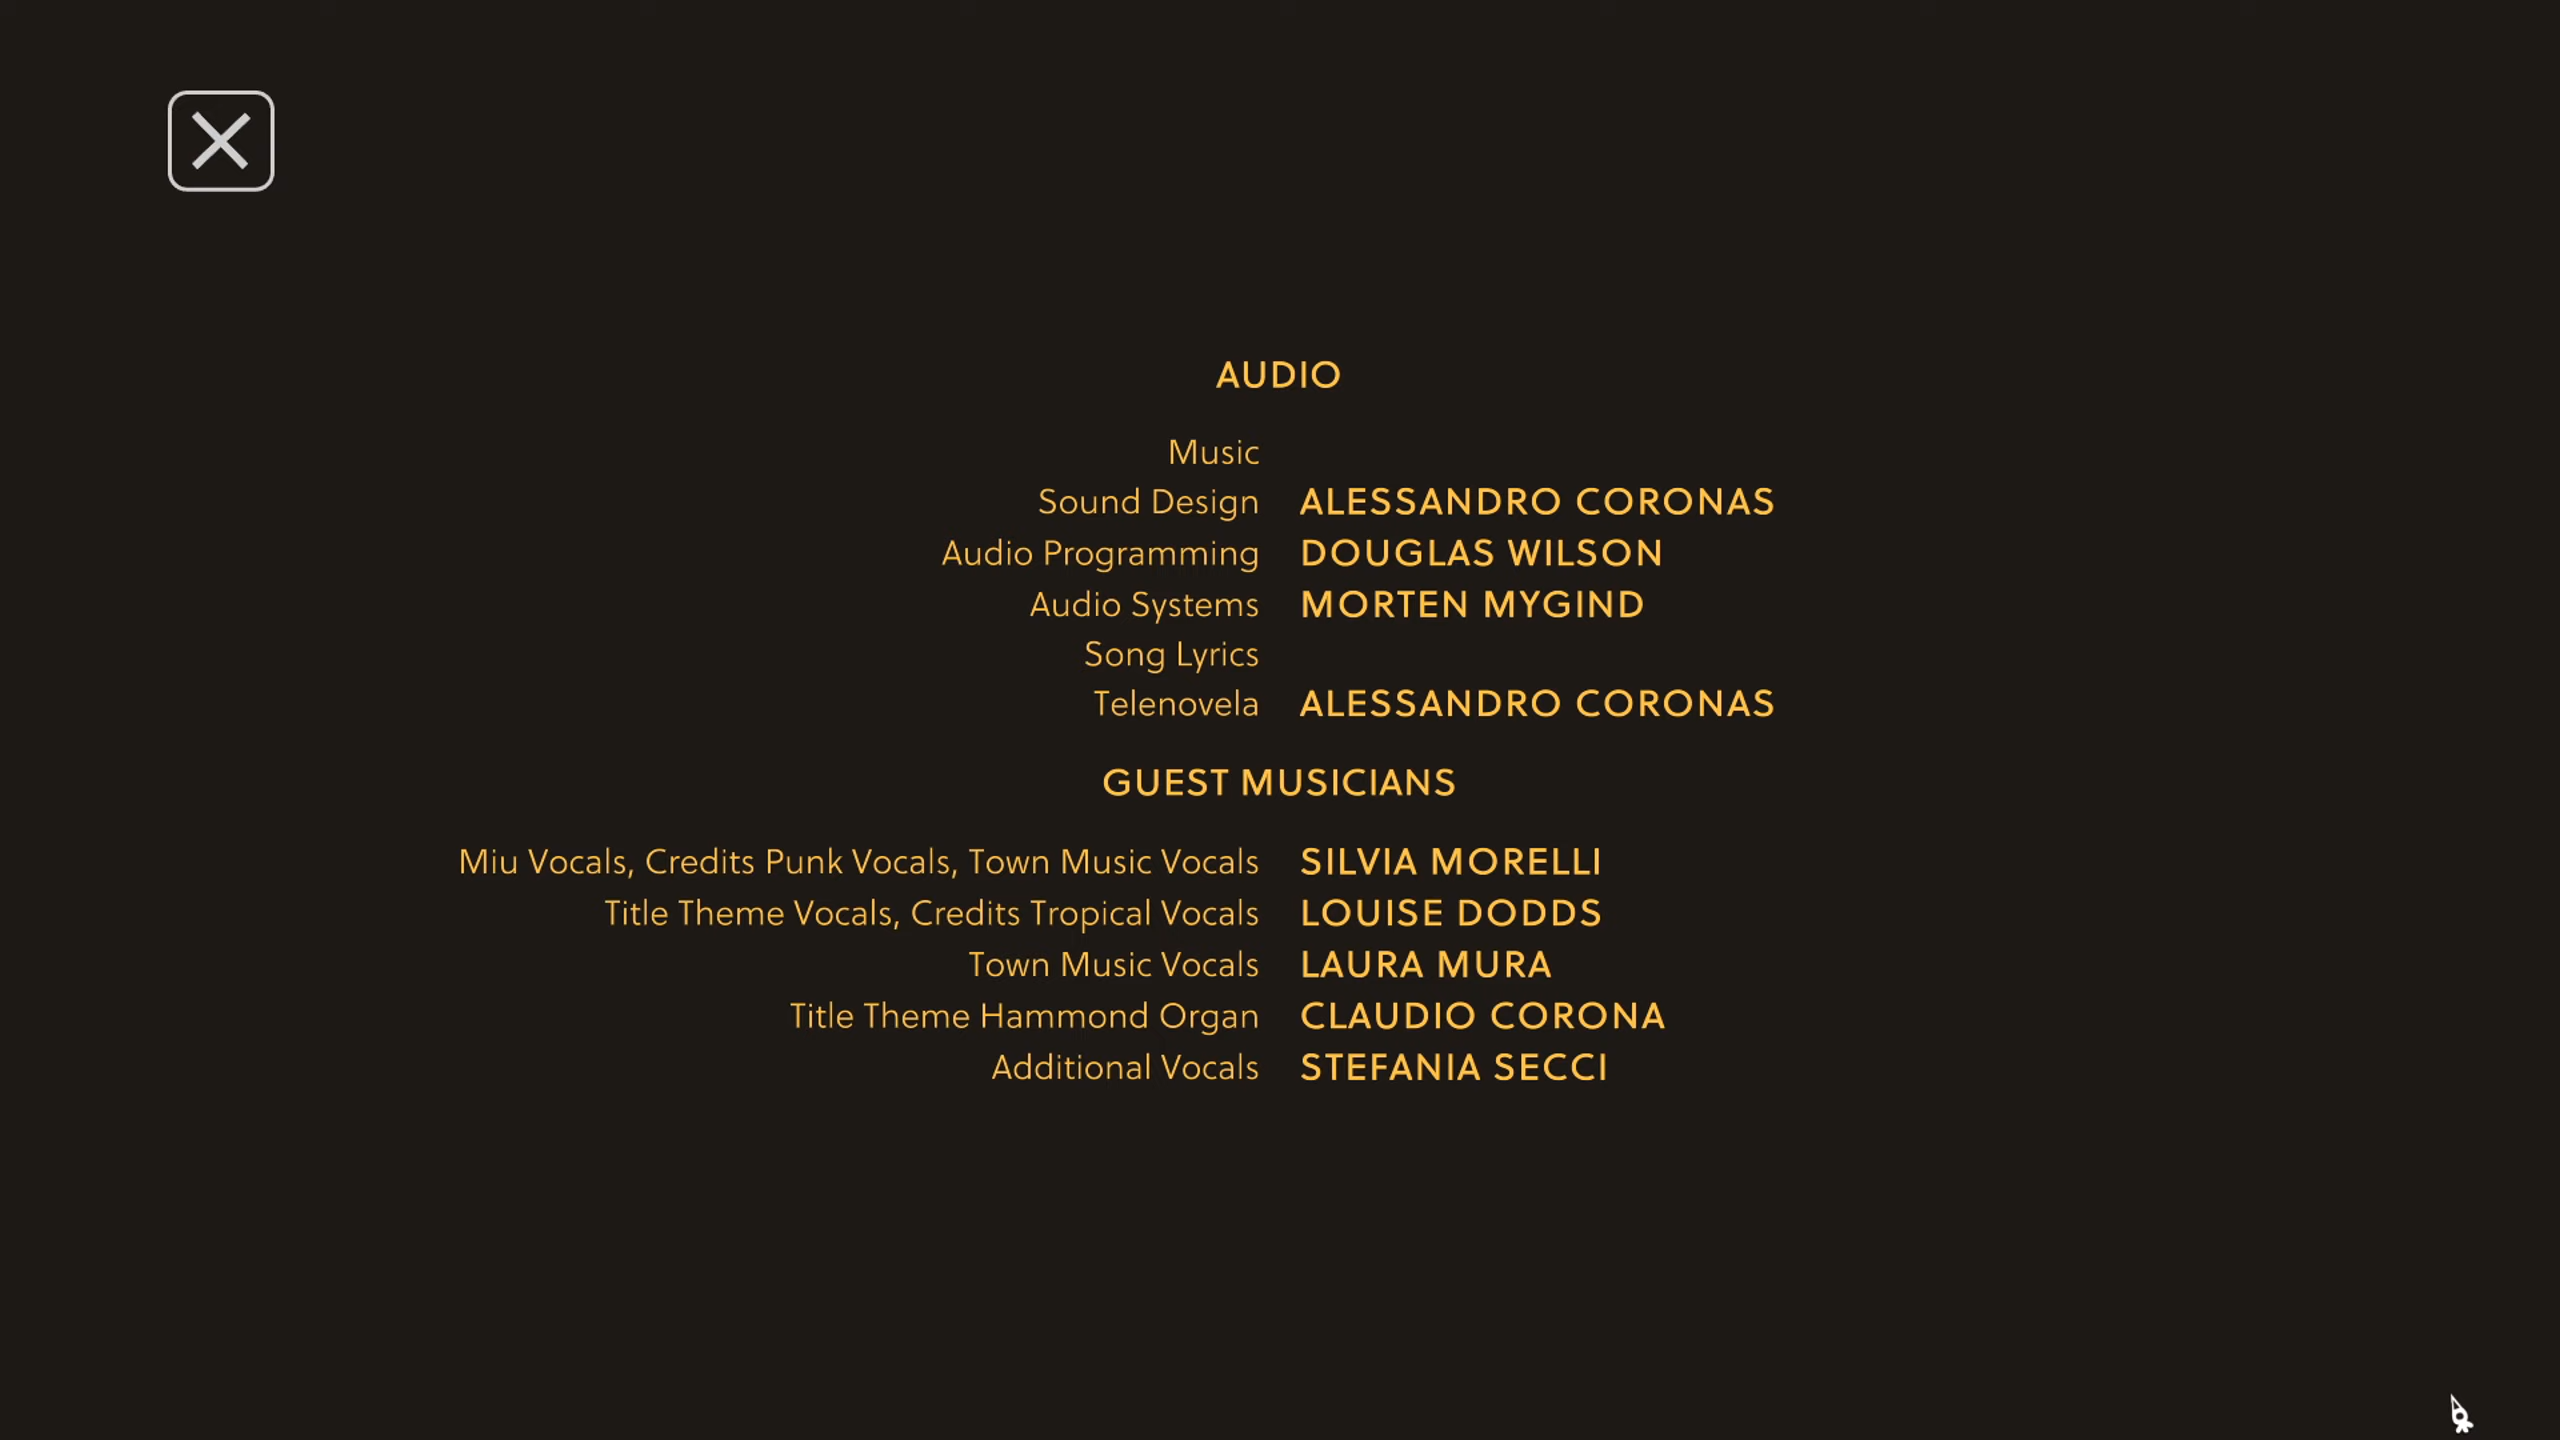 AUDIO
Music
Sound Design ALESSANDRO CORONAS
Audio Programming DOUGLAS WILSON
Audio Systems MORTEN MYGIND
Song Lyrics
Telenovela ALESSANDRO CORONAS
GUEST MUSICIANS
Miu Vocals, Credits Punk Vocals, Town Music Vocals SILVIA MORELLI
Title Theme Vocals, Credits Tropical Vocals LOUISE DODDS
Town Music Vocals LAURA MURA
Title Theme Hammond Organ CLAUDIO CORONA
Additional Vocals STEFANIA SECCI